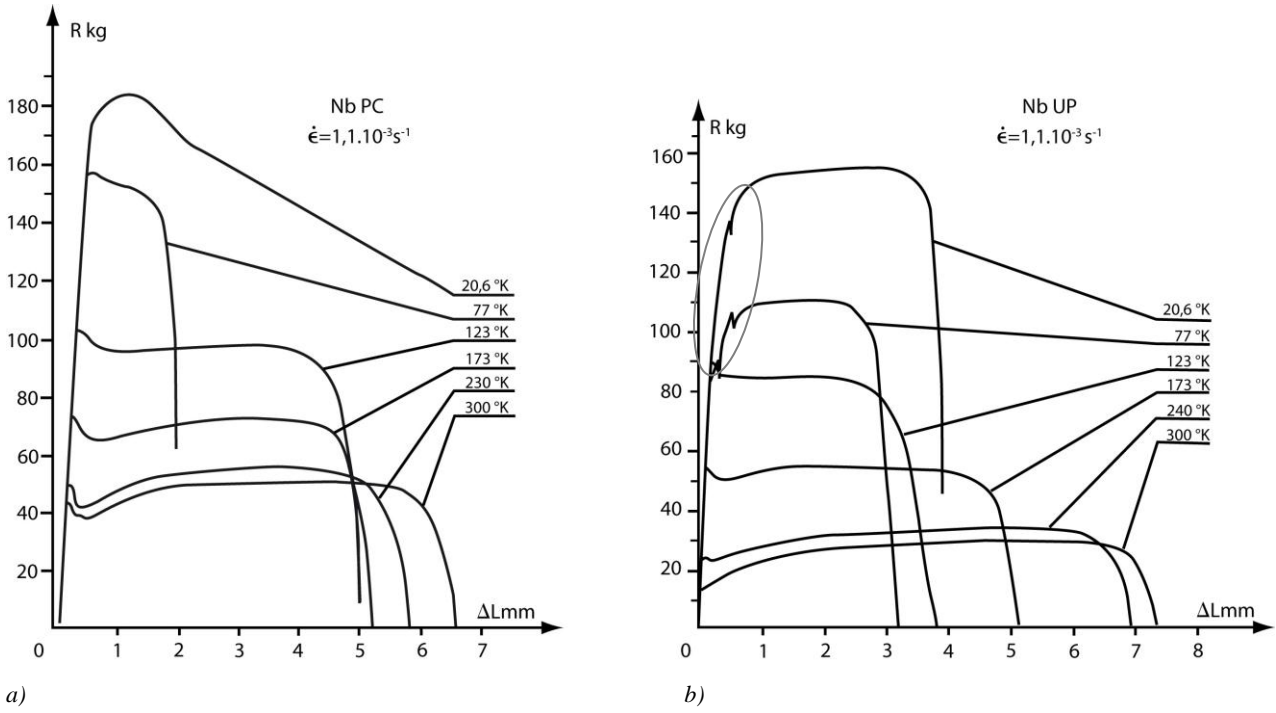 R kg
Nb PC
ϵ̇=1,1.10⁻³s⁻¹
180
160
140
120
100
80
60
40
20
20,6 °K
77 °K
123 °K
173 °K
230 °K
300 °K
ΔLmm
0 1 2 3 4 5 6 7
a)
R kg
Nb UP
ϵ̇=1,1.10⁻³s⁻¹
160
140
120
100
80
60
40
20
20,6 °K
77 °K
123 °K
173 °K
240 °K
300 °K
ΔLmm
0 1 2 3 4 5 6 7 8
b)